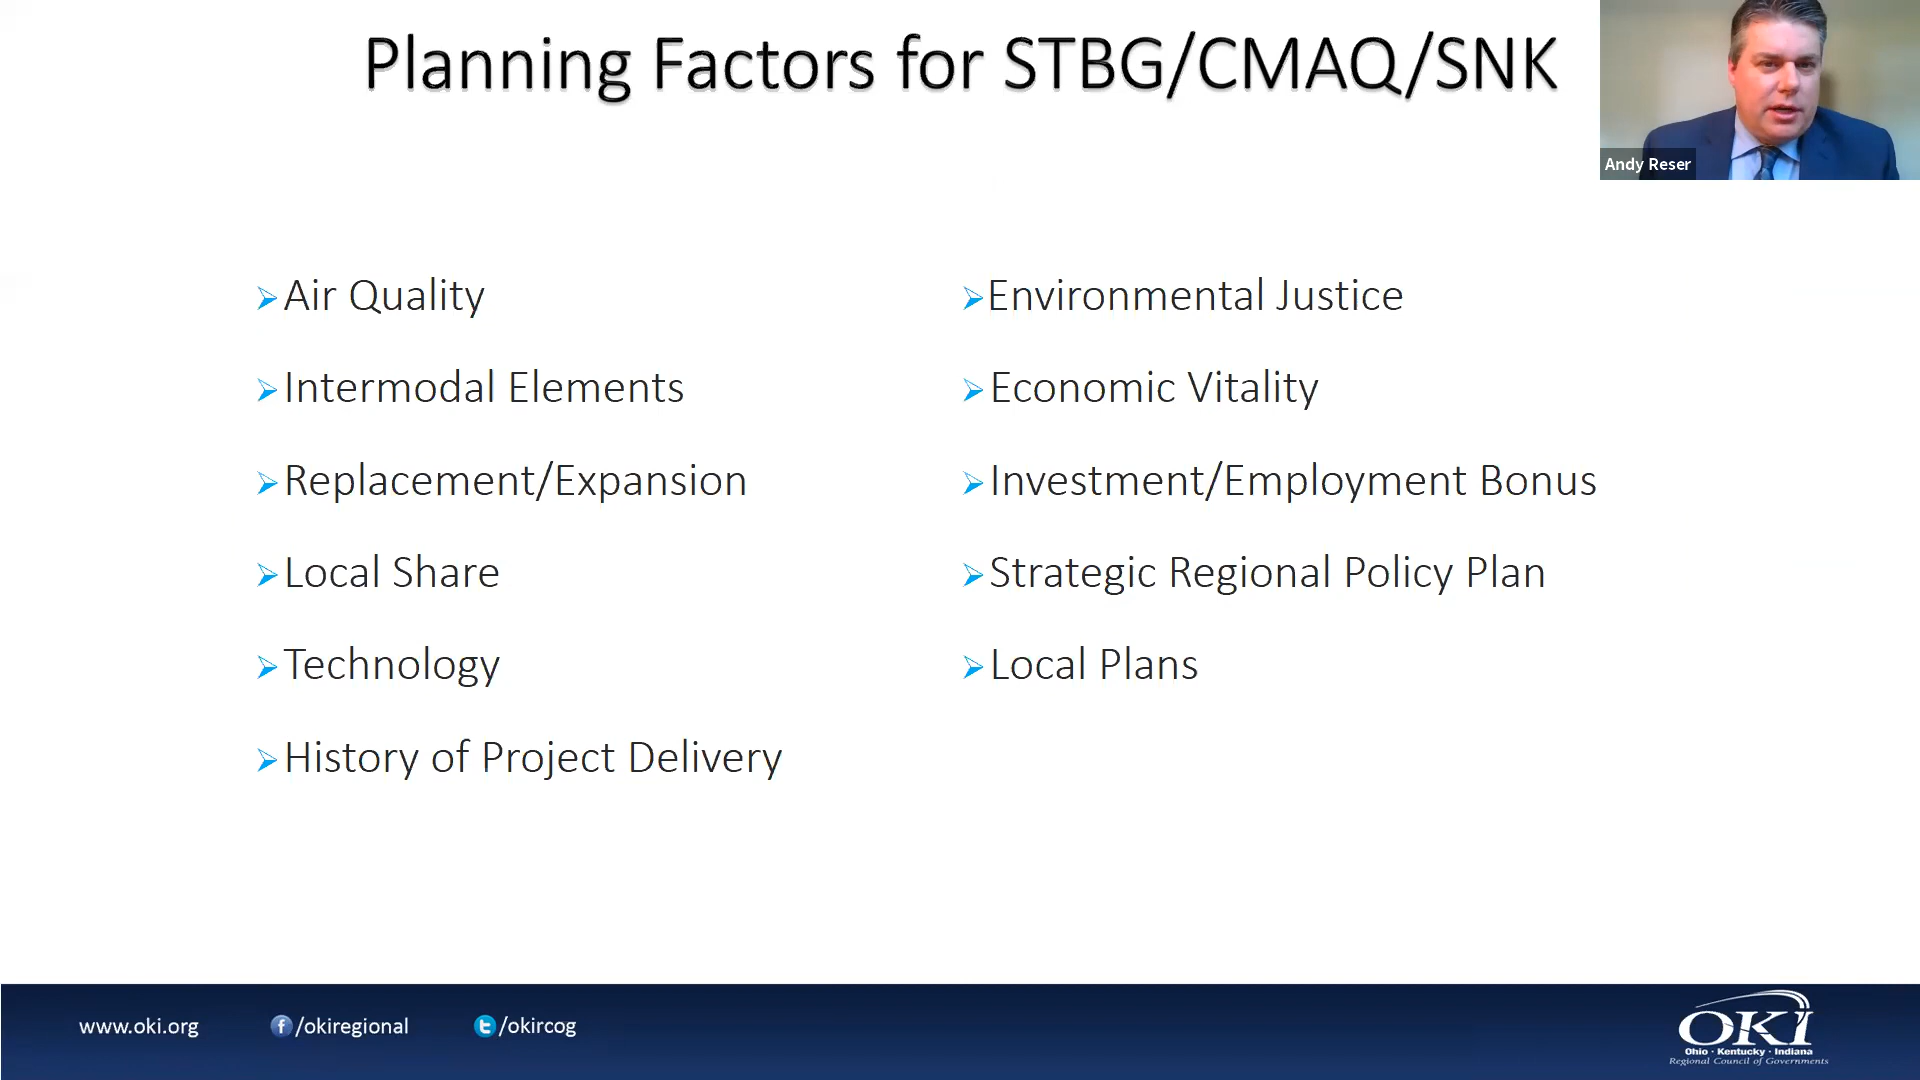 Planning Factors for STBG/CMAQ/SNK
Andy Reser
Air Quality
Intermodal Elements
Replacement/Expansion
Local Share
Technology
History of Project Delivery
Environmental Justice
Economic Vitality
Investment/Employment Bonus
Strategic Regional Policy Plan
Local Plans
www.oki.org
/okiregional
/okircog
OKI
Ohio · Kentucky · Indiana
Regional Council of Governments